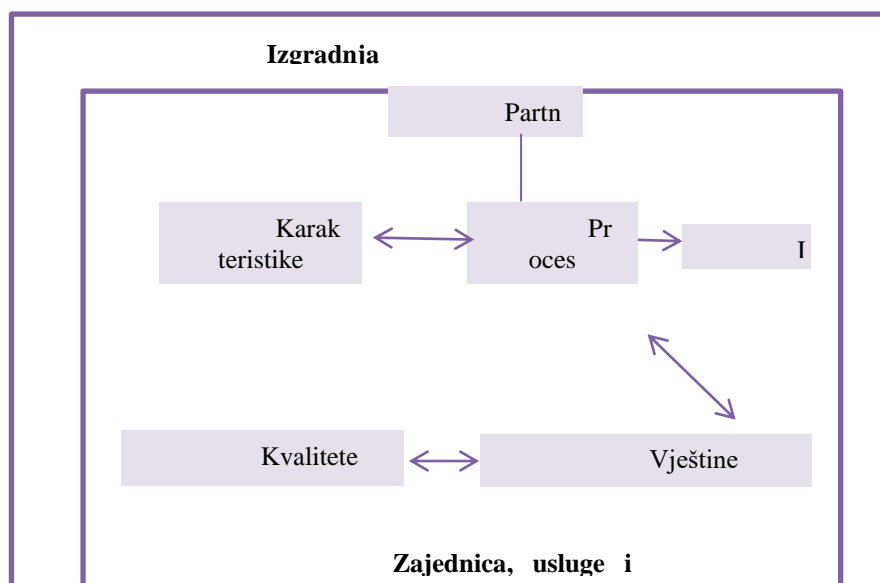 Izgradnja
Partn
Karak
teristike
Pr
oces
I
Kvalitete
Vještine
Zajednica, usluge i